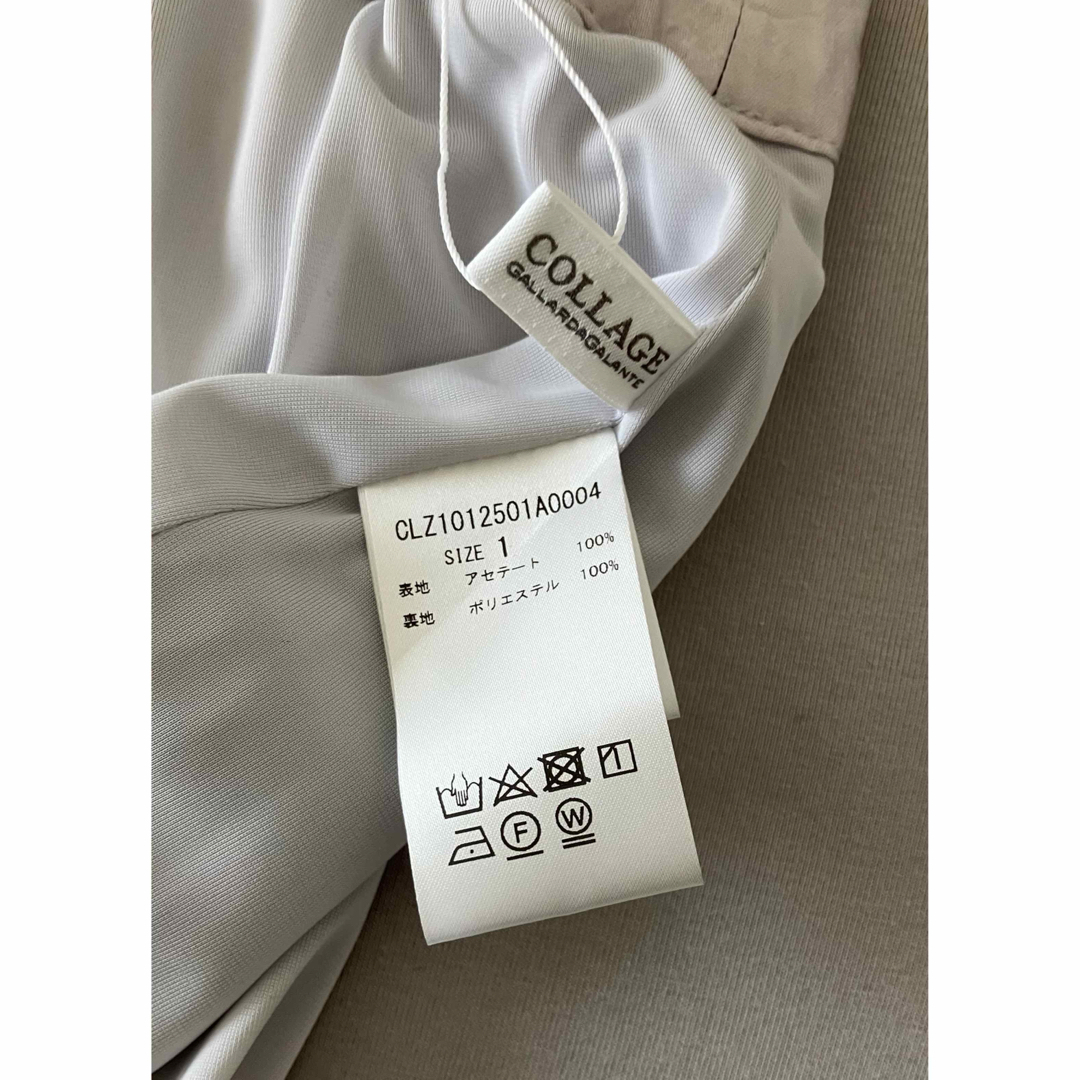 COLLAGE
GALLARDAGALANTE
CLZ1012501A0004
SIZE 1
表地 アセテート 100%
裏地 ポリエステル 100%
F W